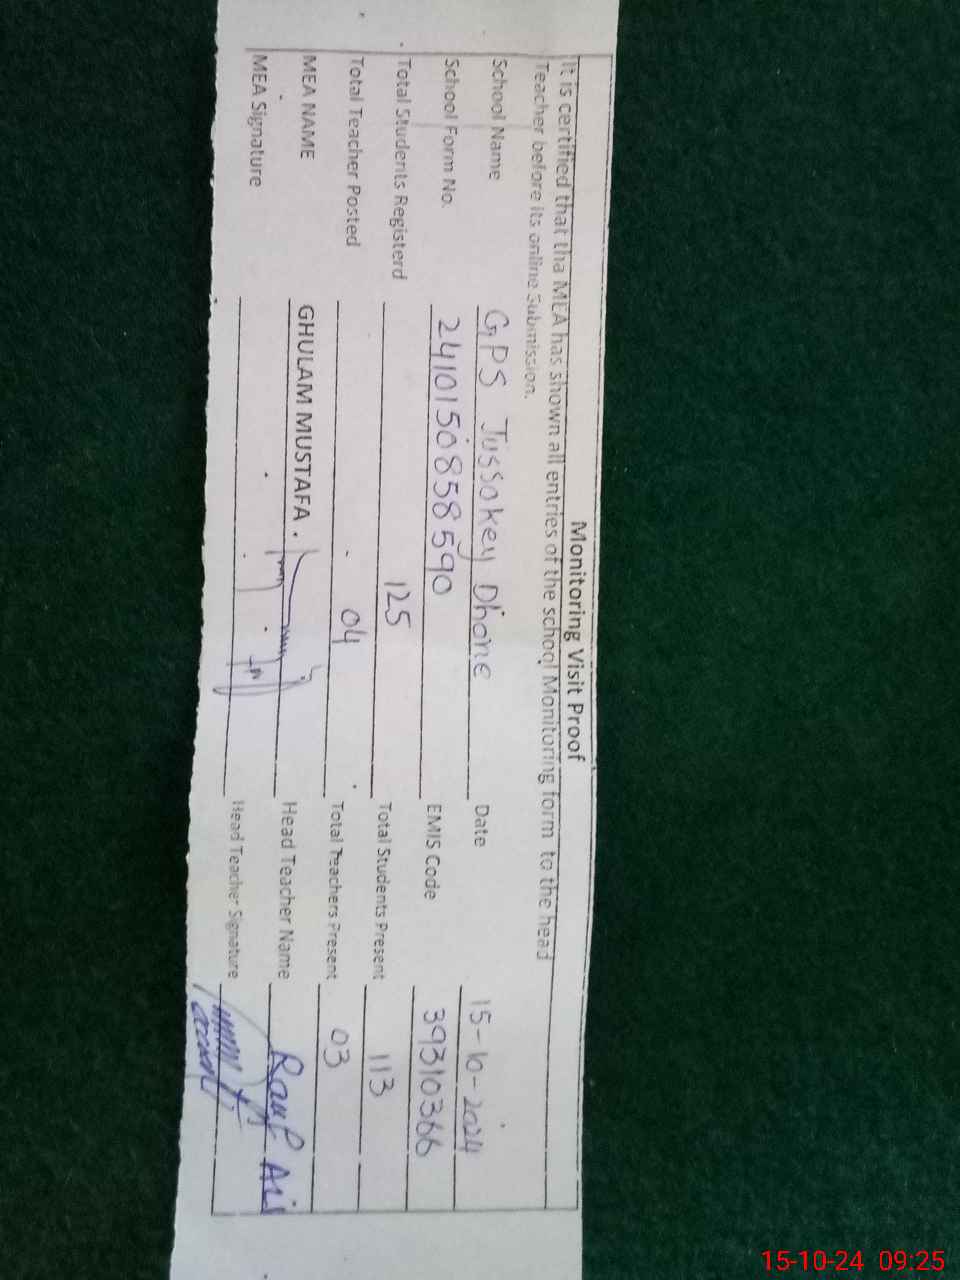 Monitoring Visit Proof
It is certified that tha MEA has shown all entries of the school Monitoring form to the head
Teacher before its online Submission.
School Name GPS Jussokey Dhone Date 15-10-2024
School Form No. 2410150858590 EMIS Code 39310366
Total Students Registerd 125 Total Students Present 113
Total Teacher Posted 04 Total Teachers Present 03
MEA NAME GHULAM MUSTAFA . Head Teacher Name Rauf Ali
MEA Signature Head Teacher Signature
15-10-24 09:25